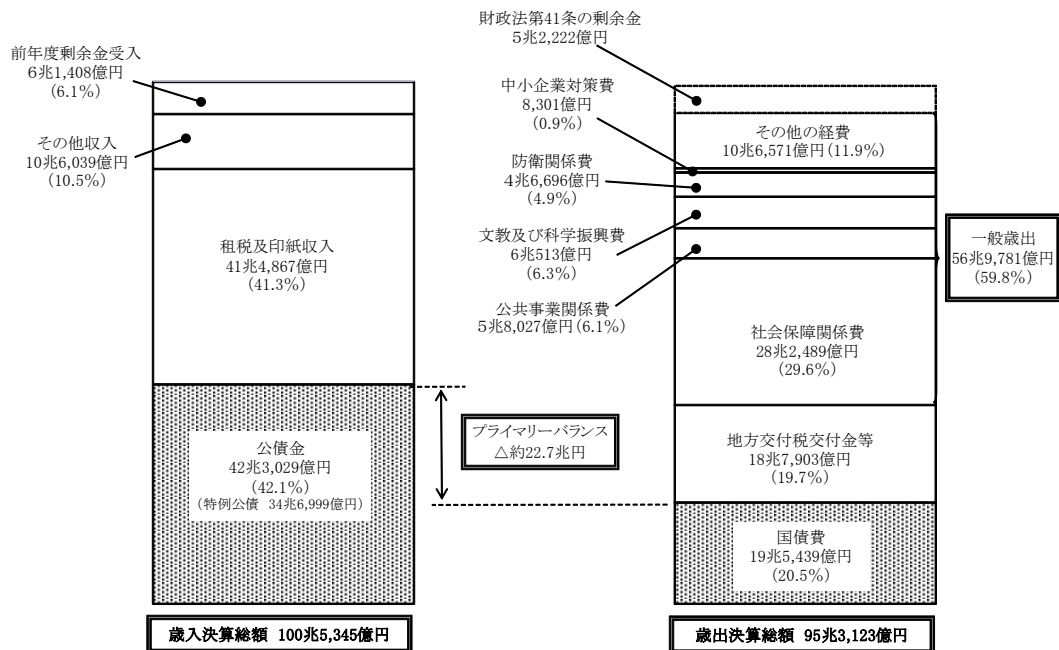 前年度剰余金受入
6兆1,408億円
(6.1%)
その他収入
10兆6,039億円
(10.5%)
租税及印紙収入
41兆4,867億円
(41.3%)
公債金
42兆3,029億円
(42.1%)
(特例公債 34兆6,999億円)
歳入決算総額 100兆5,345億円
プライマリーバランス
△約22.7兆円
財政法第41条の剰余金
5兆2,222億円
中小企業対策費
8,301億円
(0.9%)
防衛関係費
4兆6,696億円
(4.9%)
文教及び科学振興費
6兆513億円
(6.3%)
公共事業関係費
5兆8,027億円(6.1%)
その他の経費
10兆6,571億円(11.9%)
社会保障関係費
28兆2,489億円
(29.6%)
地方交付税交付金等
18兆7,903億円
(19.7%)
国債費
19兆5,439億円
(20.5%)
歳出決算総額 95兆3,123億円
一般歳出
56兆9,781億円
(59.8%)